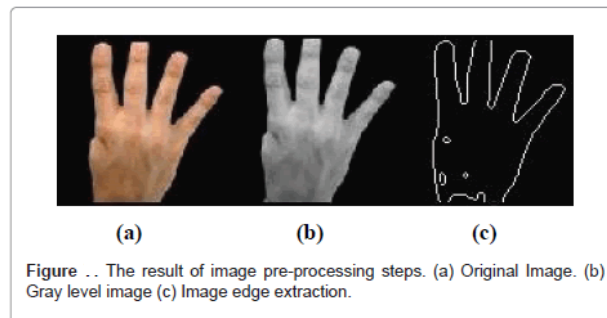 (a) (b) (c)
Figure .. The result of image pre-processing steps. (a) Original Image. (b)
Gray level image (c) Image edge extraction.